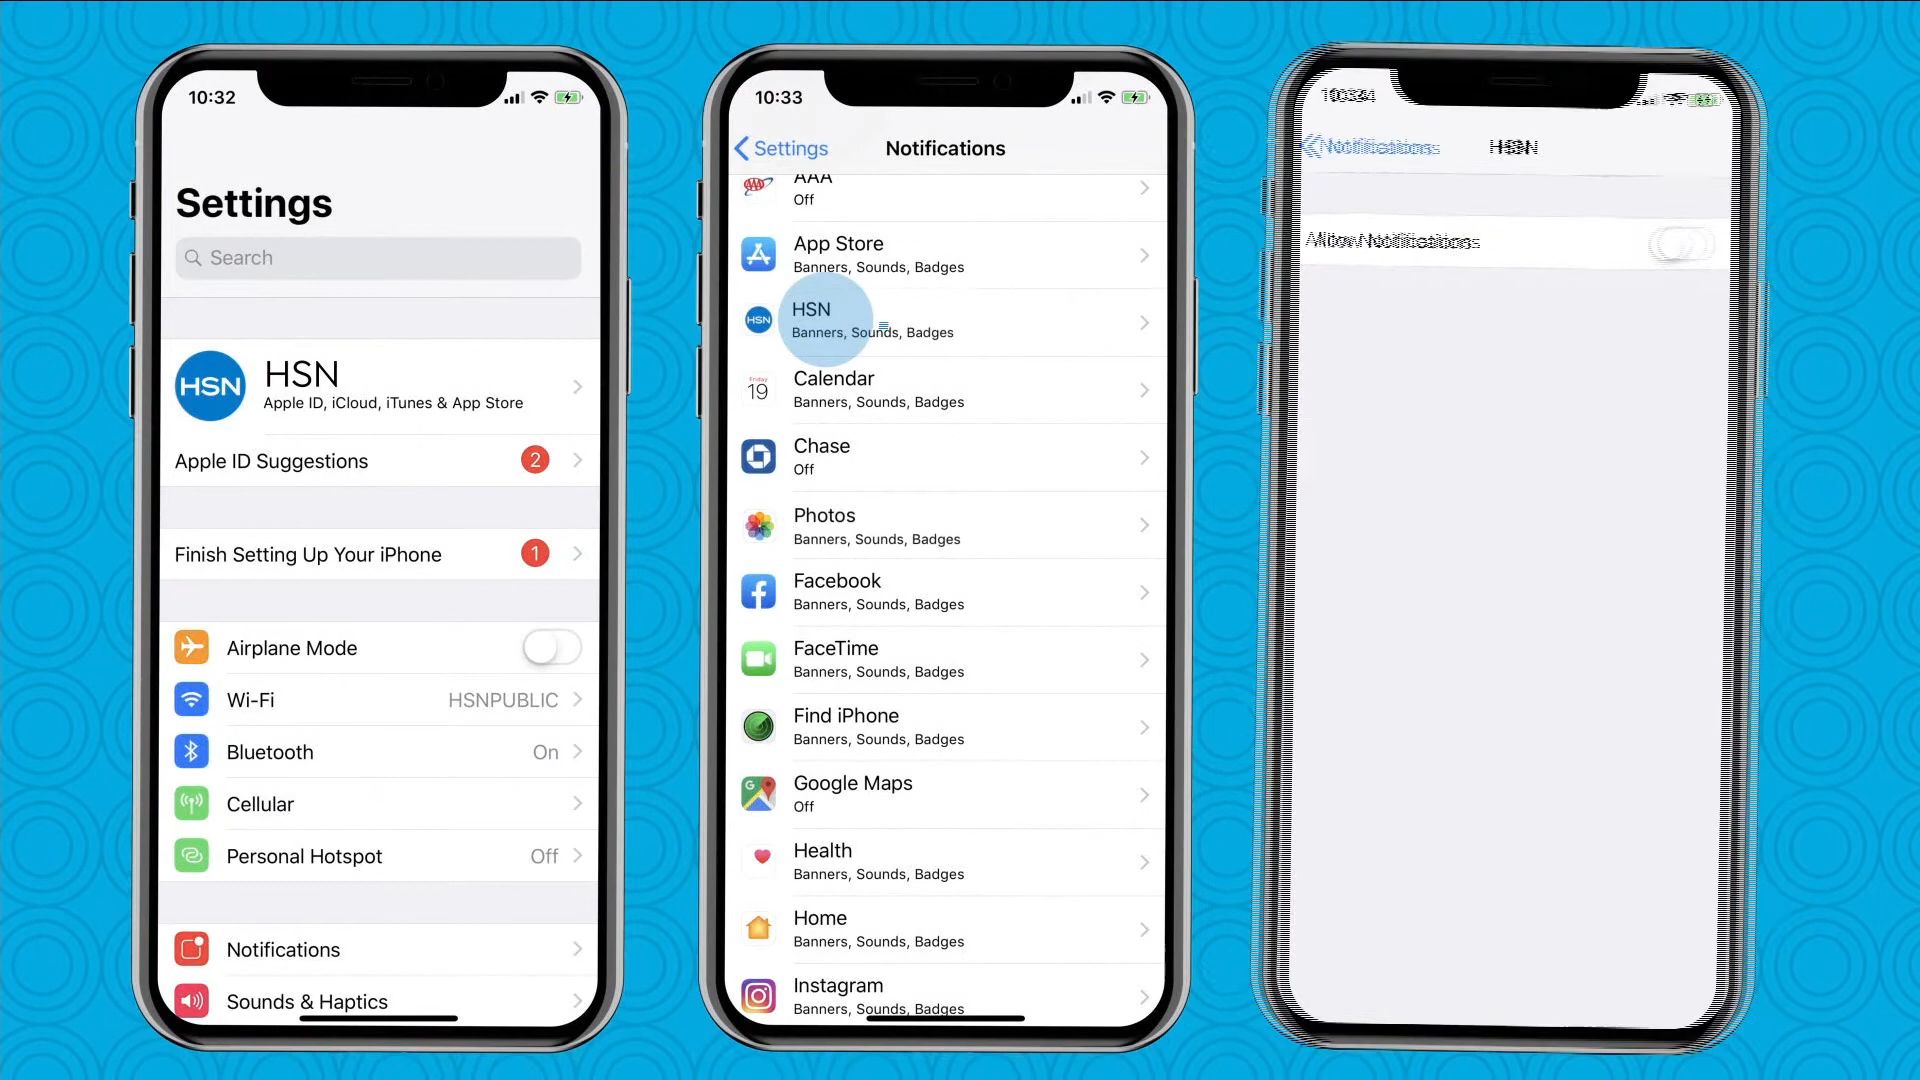 10:32
Settings
Search
HSN
HSN
Apple ID, iCloud, iTunes & App Store
Apple ID Suggestions
2
Finish Setting Up Your iPhone
1
Airplane Mode
Wi-Fi
HSNPUBLIC
Bluetooth
On
Cellular
Personal Hotspot
Off
Notifications
Sounds & Haptics
10:33
Settings
Notifications
AAA
AAA
Off
App Store
Banners, Sounds, Badges
HSN
HSN
Banners, Sounds, Badges
Friday
19
Calendar
Banners, Sounds, Badges
Chase
Off
Photos
Banners, Sounds, Badges
f
Facebook
Banners, Sounds, Badges
FaceTime
Banners, Sounds, Badges
Find iPhone
Banners, Sounds, Badges
G
Google Maps
Off
Health
Banners, Sounds, Badges
Home
Banners, Sounds, Badges
Instagram
Banners, Sounds, Badges
Notifications
HSN
Allow Notifications